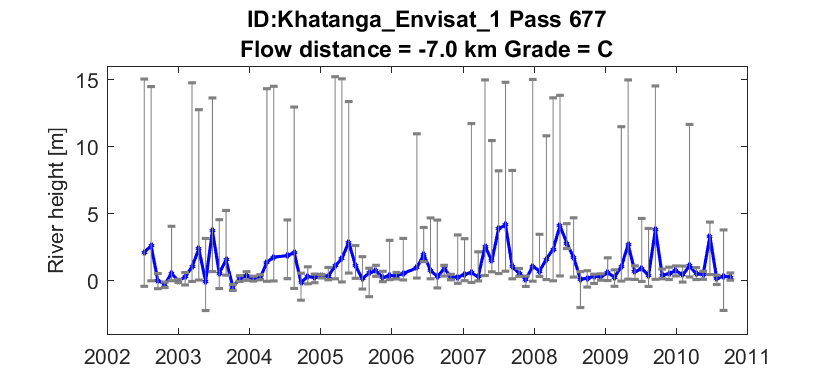 ID:Khatanga_Envisat_1 Pass 677
Flow distance = -7.0 km Grade = C
River height [m]
15
10
5
0
2002 2003 2004 2005 2006 2007 2008 2009 2010 2011